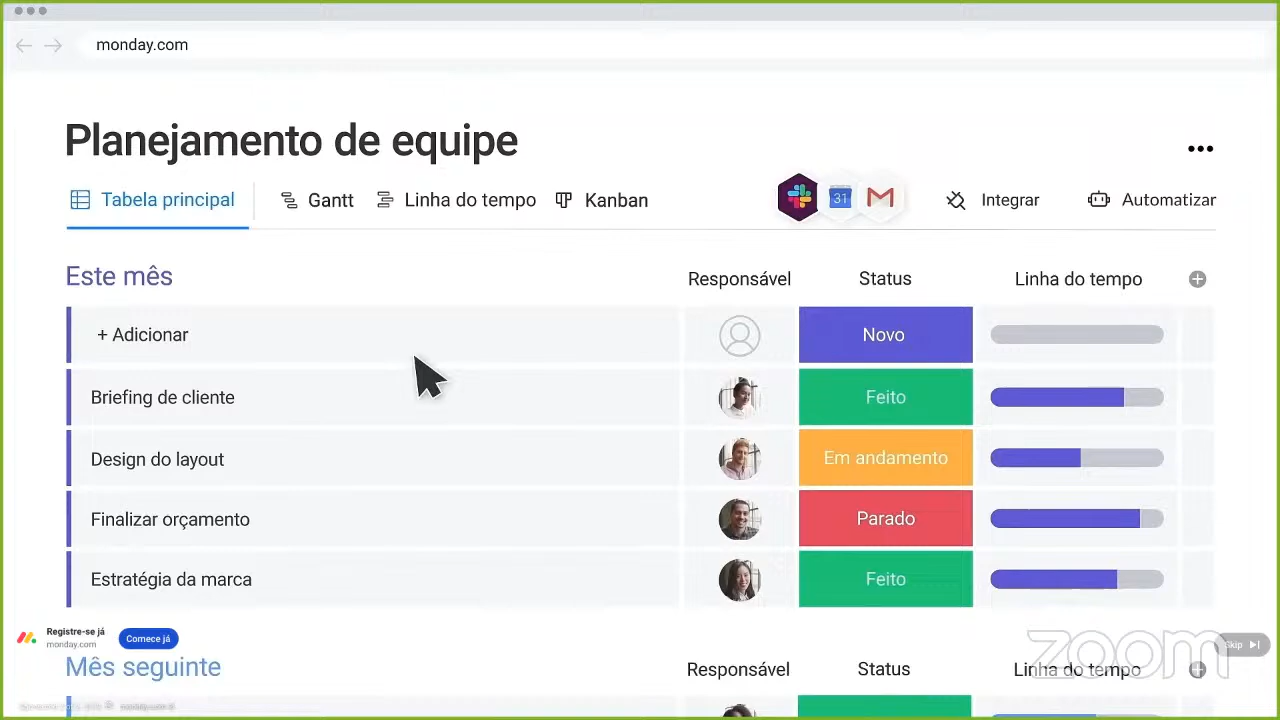 monday.com
Planejamento de equipe
Tabela principal Gantt Linha do tempo Kanban 31 Integrar Automatizar
Este mês Responsável Status Linha do tempo
+ Adicionar Novo
Briefing de cliente Feito
Design do layout Em andamento
Finalizar orçamento Parado
Estratégia da marca Feito
Registre-se já
monday.com
Comece já
zoom
Skip
Mês seguinte Responsável Status Linha do tempo